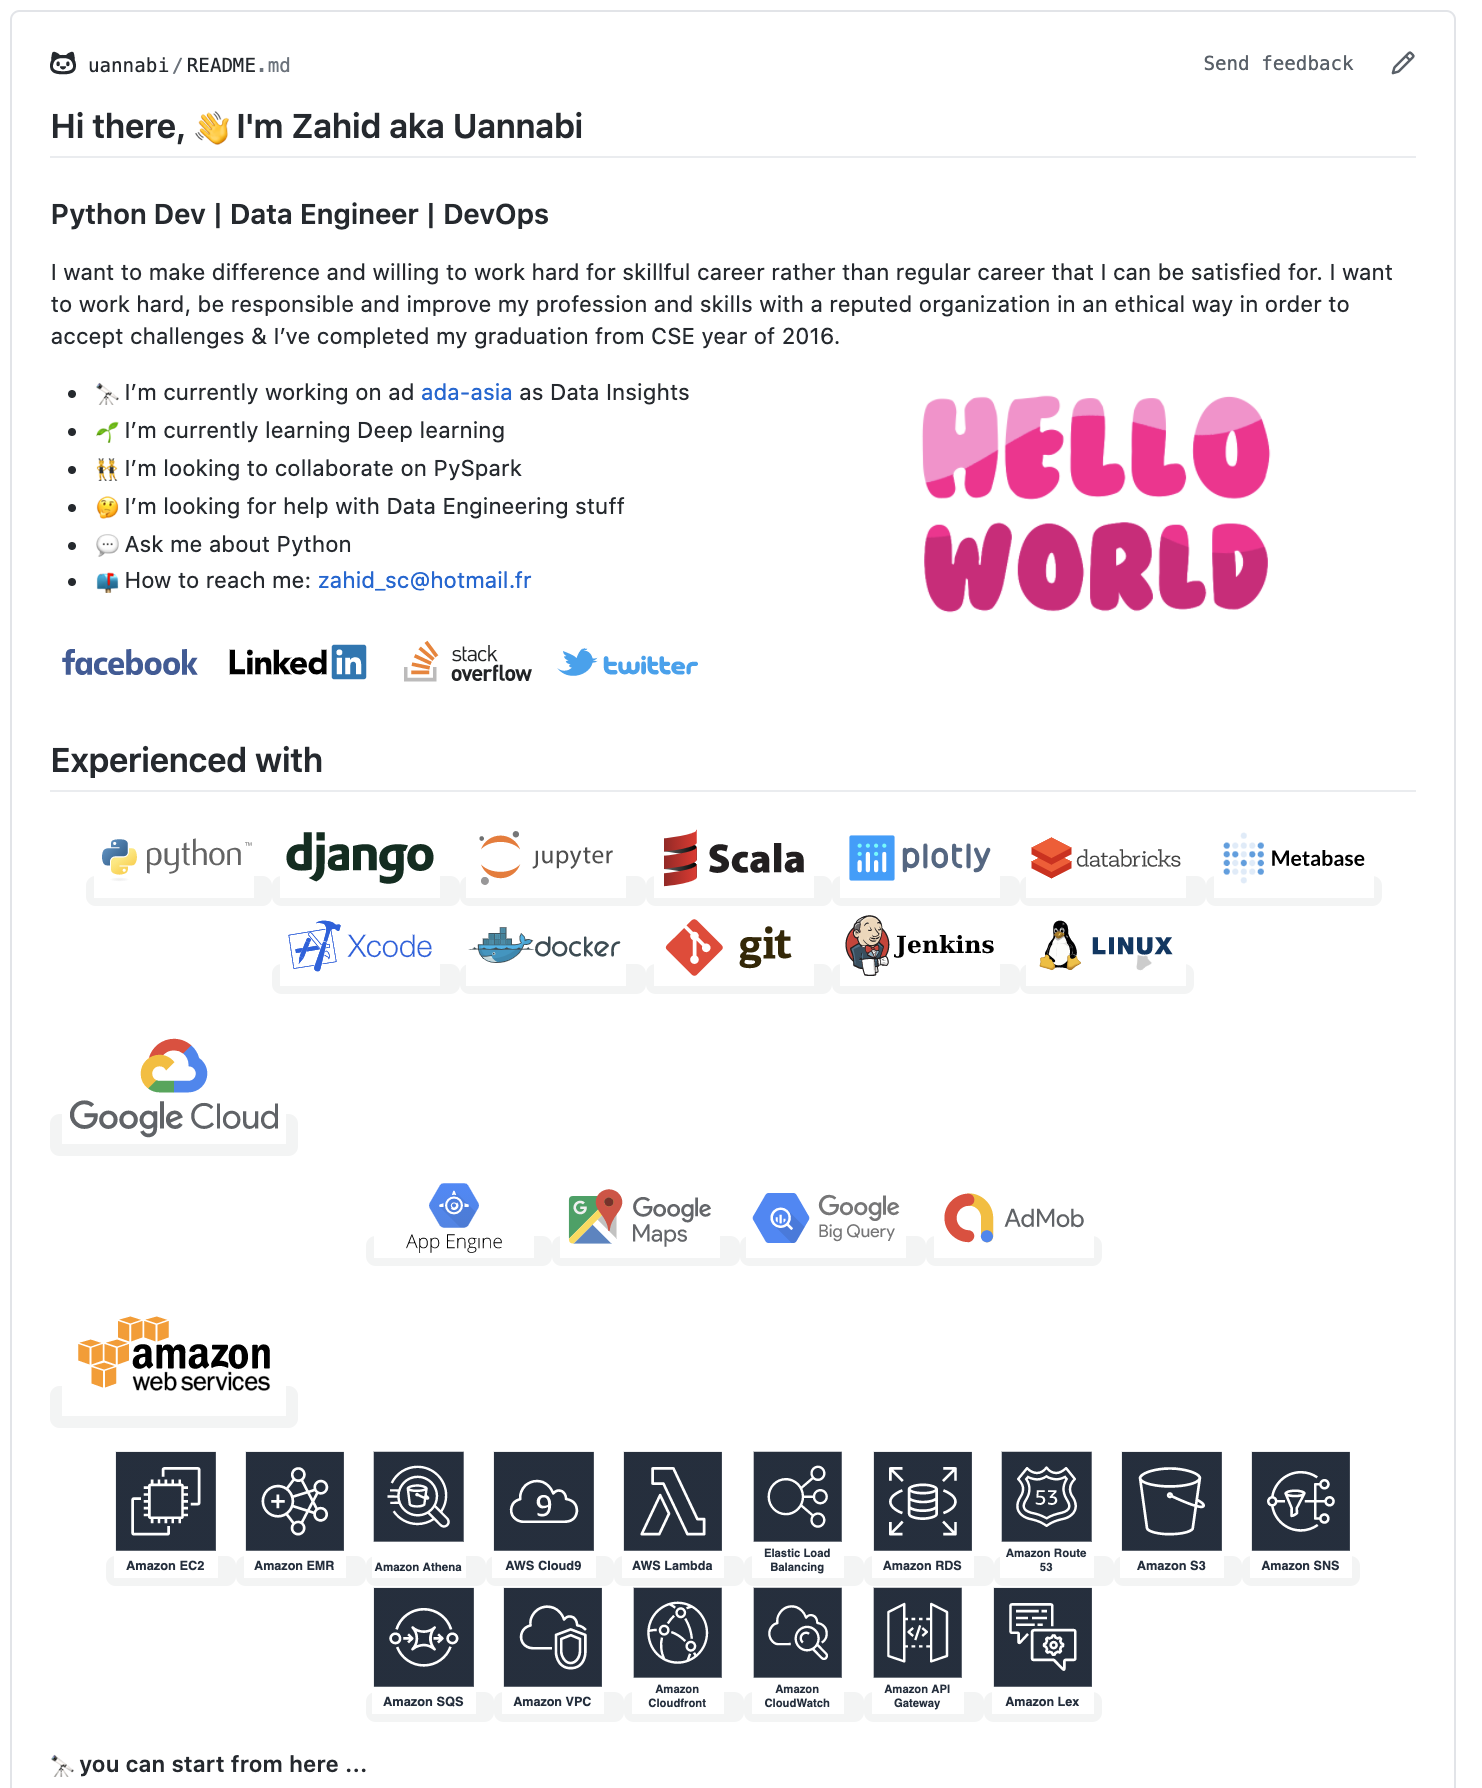 uannabi/README.md
Send feedback
Hi there, 👋 I'm Zahid aka Uannabi
Python Dev | Data Engineer | DevOps
I want to make difference and willing to work hard for skillful career rather than regular career that I can be satisfied for. I want
to work hard, be responsible and improve my profession and skills with a reputed organization in an ethical way in order to
accept challenges & I’ve completed my graduation from CSE year of 2016.
• 🔭 I’m currently working on ad ada-asia as Data Insights
• 🌱 I’m currently learning Deep learning
• 👯 I’m looking to collaborate on PySpark
• 🤔 I’m looking for help with Data Engineering stuff
• 💬 Ask me about Python
• 📫 How to reach me: zahid_sc@hotmail.fr
HELLO
WORLD
facebook
Linked in
stack
overflow
twitter
Experienced with
python™
django
jupyter
Scala
plotly
databricks
Metabase
Xcode
docker
git
Jenkins
LINUX
Google Cloud
App Engine
G
Google
Maps
Google
Big Query
AdMob
amazon
web services
9
53
Amazon EC2
Amazon EMR
Amazon Athena
AWS Cloud9
AWS Lambda
Elastic Load
Balancing
Amazon RDS
Amazon Route
53
Amazon S3
Amazon SNS
</>
Amazon SQS
Amazon VPC
Amazon
Cloudfront
Amazon
CloudWatch
Amazon API
Gateway
Amazon Lex
🔭 you can start from here ...